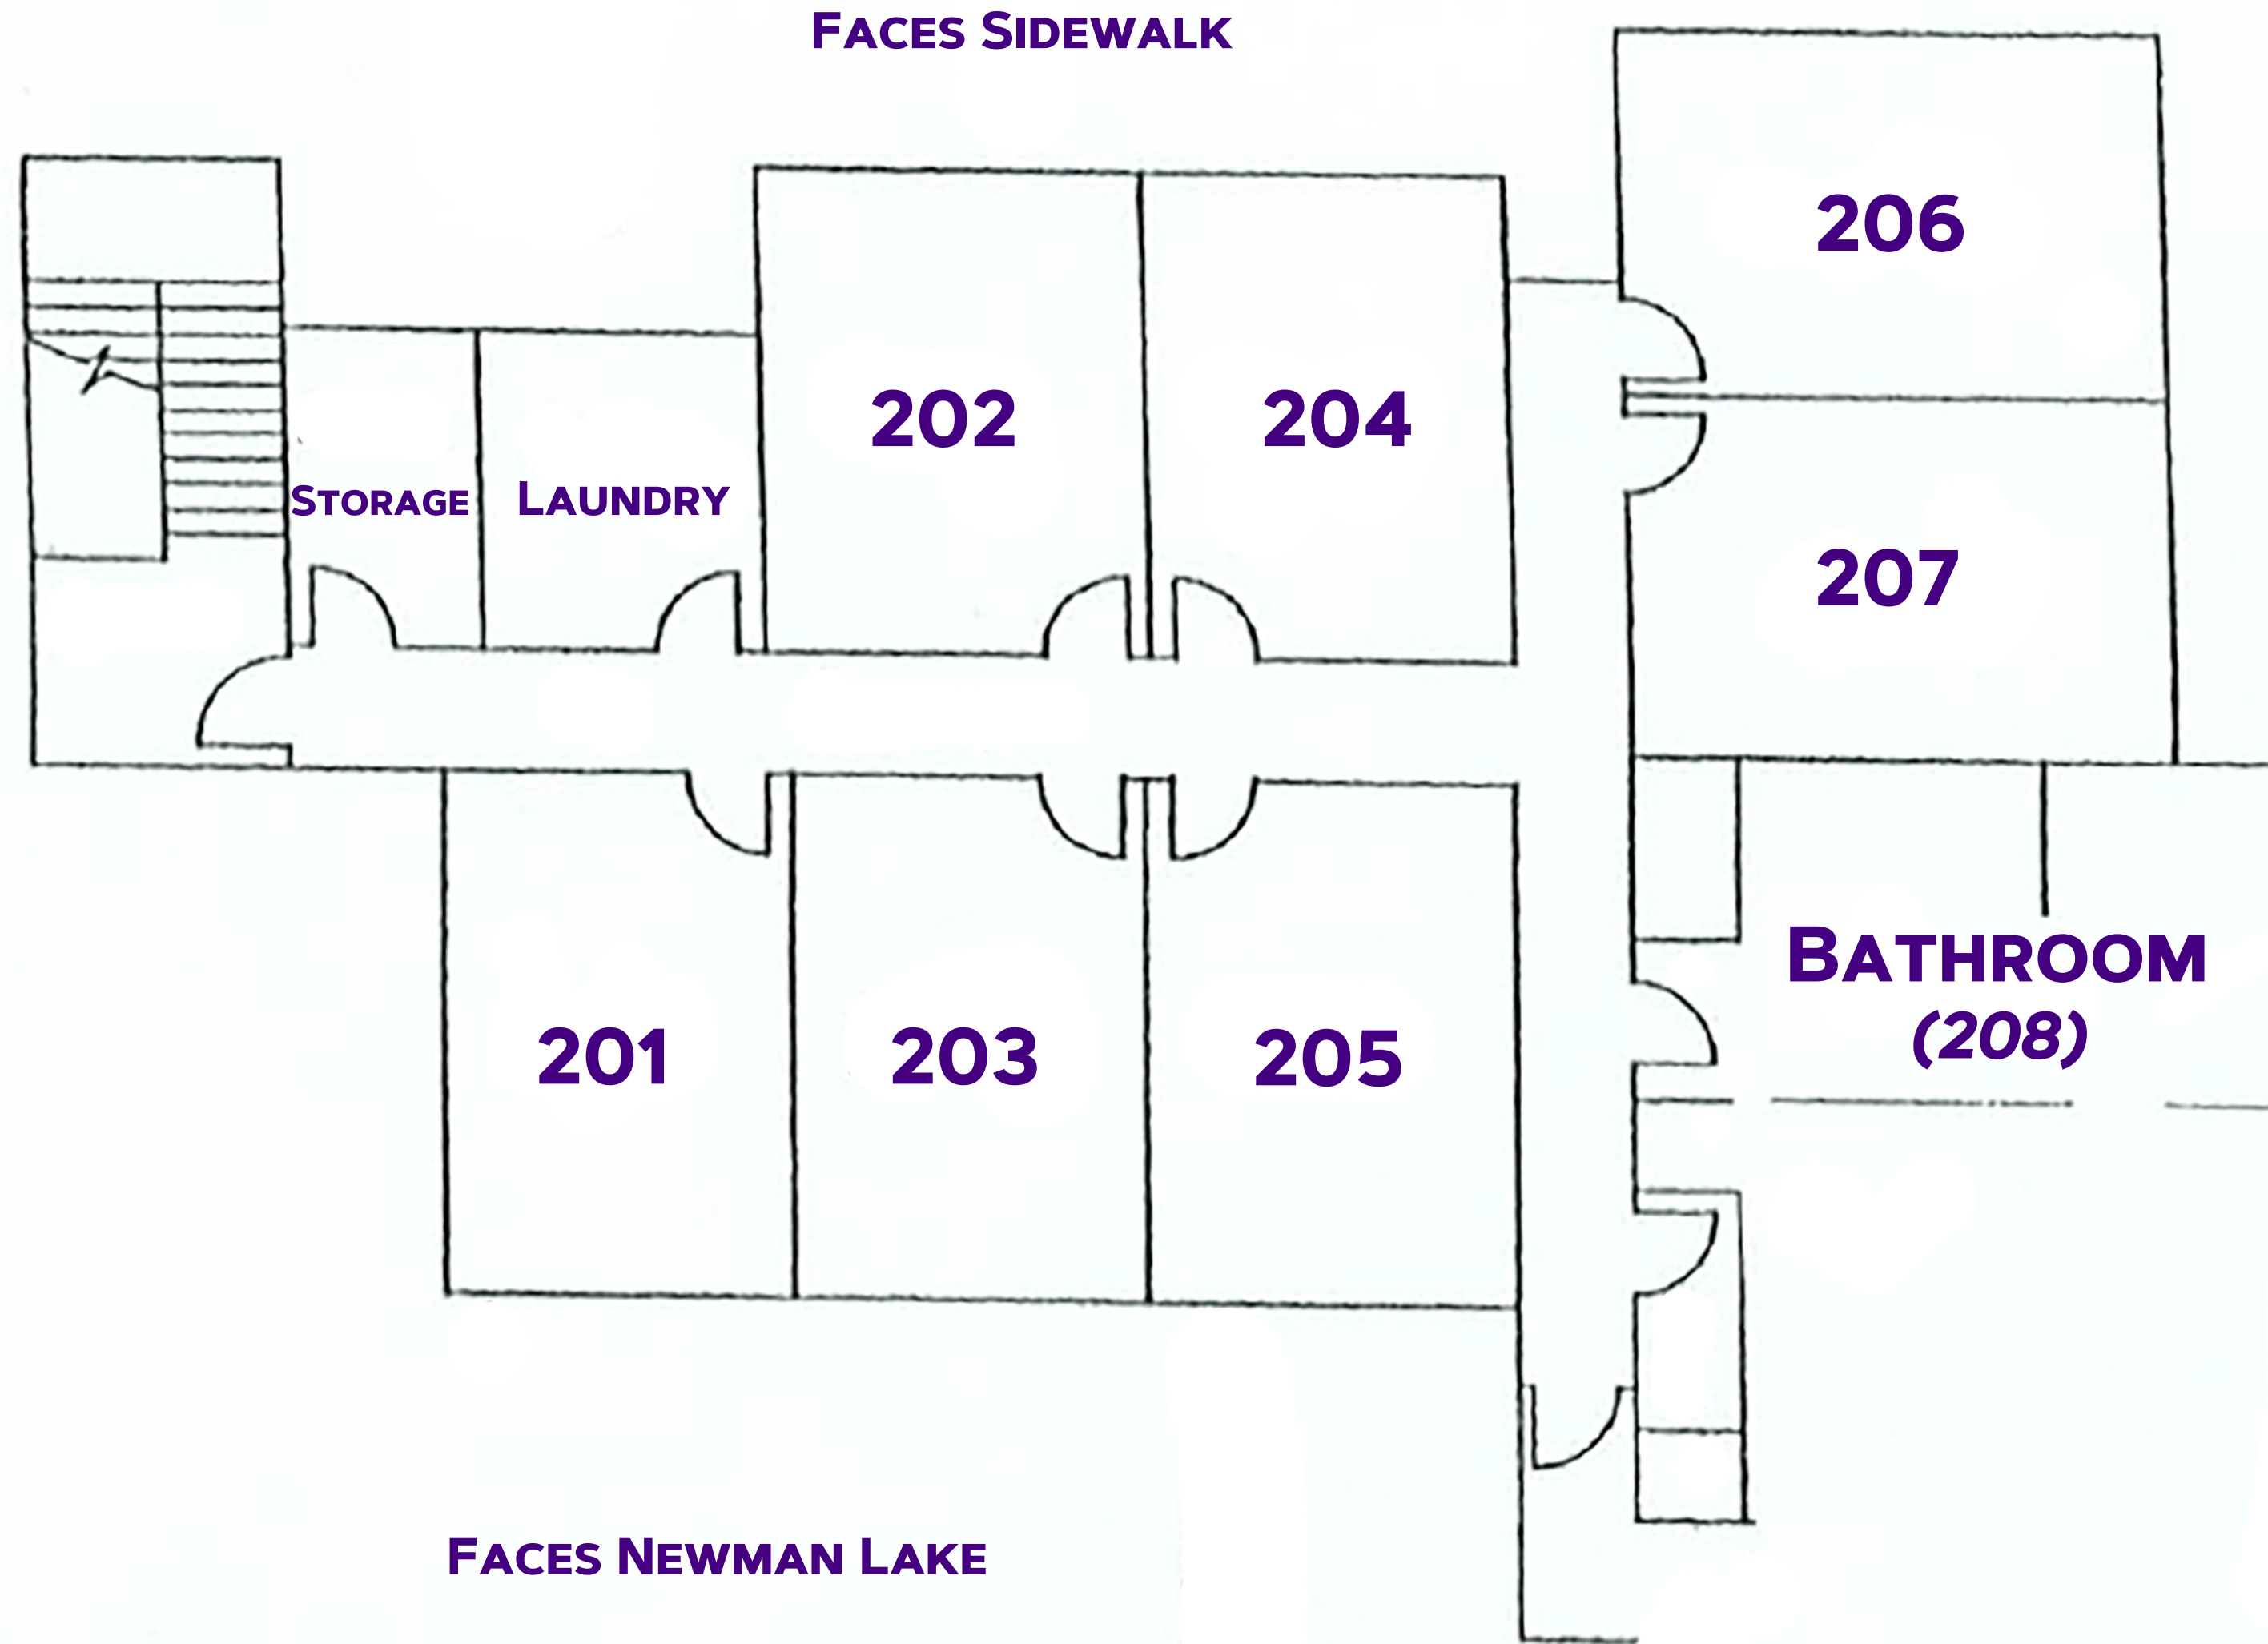 FACES SIDEWALK
206
202
204
STORAGE
LAUNDRY
207
BATHROOM
(208)
201
203
205
FACES NEWMAN LAKE